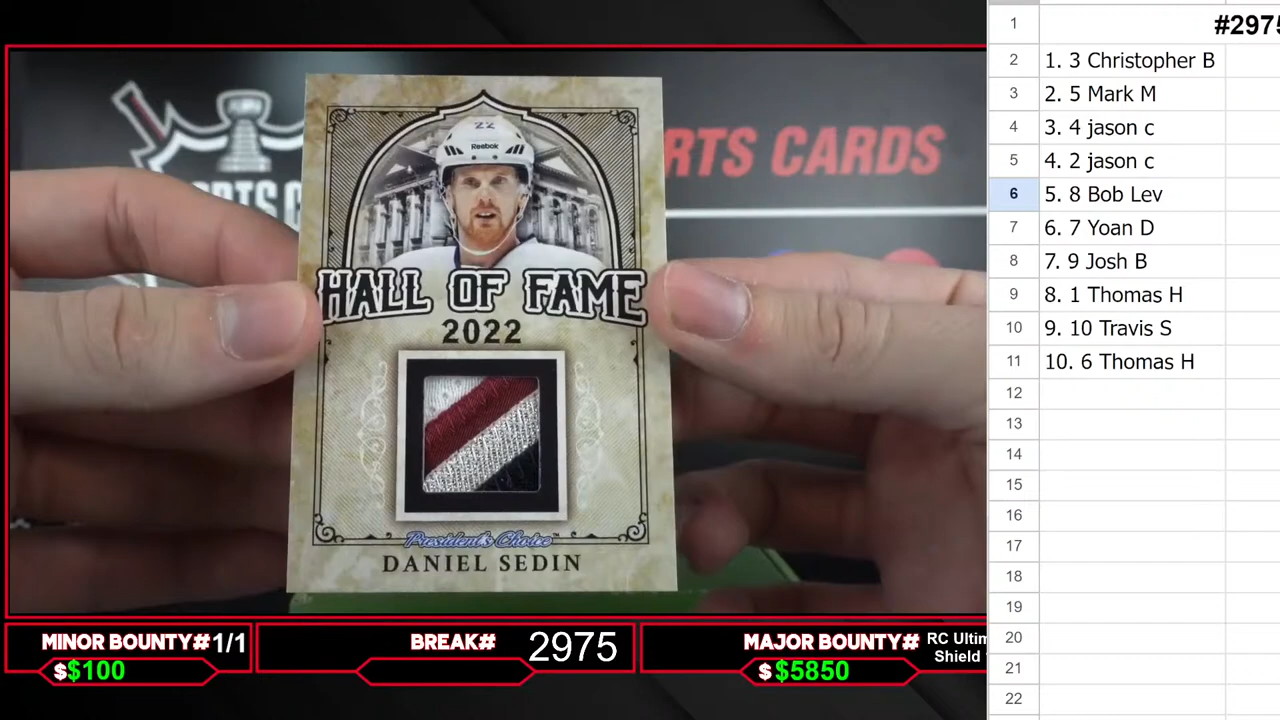 RTS CARDS
RTS C
22
Reebok
HALL OF FAME
2022
President's Choice™
DANIEL SEDIN
MINOR BOUNTY# 1/1
$$100
BREAK# 2975
MAJOR BOUNTY# RC Ultim
Shield
$$5850
1 #2975
2 1. 3 Christopher B
3 2. 5 Mark M
4 3. 4 jason c
5 4. 2 jason c
6 5. 8 Bob Lev
7 6. 7 Yoan D
8 7. 9 Josh B
9 8. 1 Thomas H
10 9. 10 Travis S
11 10. 6 Thomas H
12
13
14
15
16
17
18
19
20
21
22